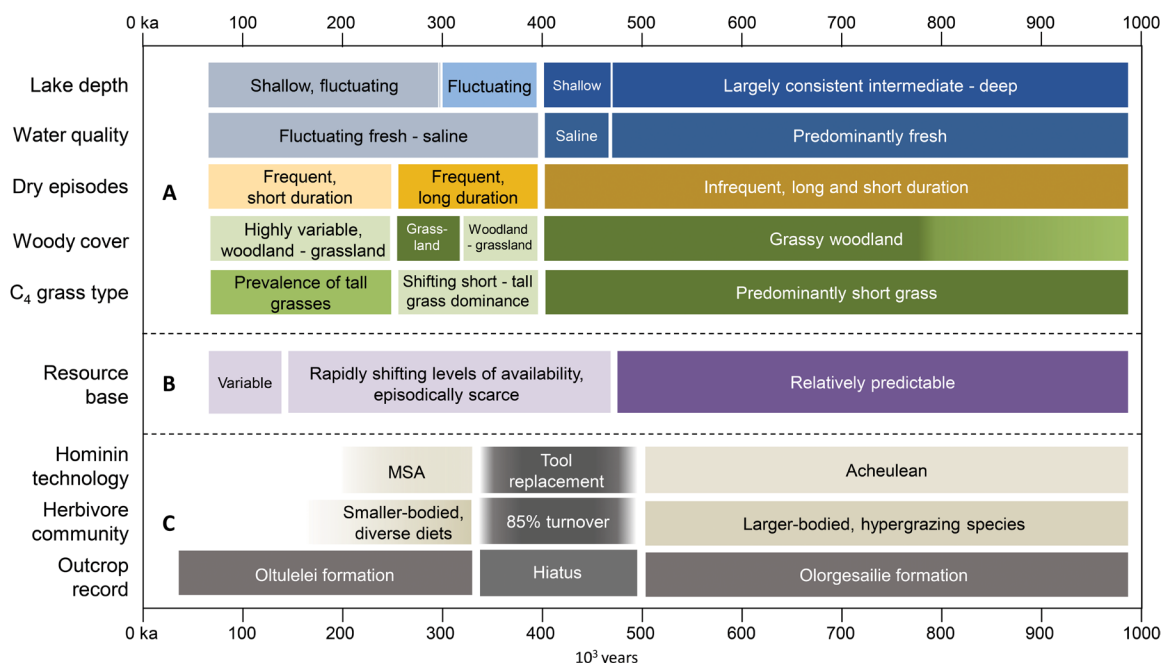 0 ka 100 200 300 400 500 600 700 800 900 1000
Lake depth
Shallow, fluctuating
Fluctuating
Shallow
Largely consistent intermediate - deep
Water quality
Fluctuating fresh - saline
Saline
Predominantly fresh
Dry episodes
A
Frequent,
short duration
Frequent,
long duration
Infrequent, long and short duration
Woody cover
Highly variable,
woodland - grassland
Grass-
land
Woodland
- grassland
Grassy woodland
C₄ grass type
Prevalence of tall
grasses
Shifting short - tall
grass dominance
Predominantly short grass
Resource
base
B
Variable
Rapidly shifting levels of availability,
episodically scarce
Relatively predictable
Hominin
technology
MSA
Tool
replacement
Acheulean
Herbivore
community
C
Smaller-bodied,
diverse diets
85% turnover
Larger-bodied, hypergrazing species
Outcrop
record
Oltulelei formation
Hiatus
Olorgesailie formation
0 ka 100 200 300 400 500 600 700 800 900 1000
10³ years